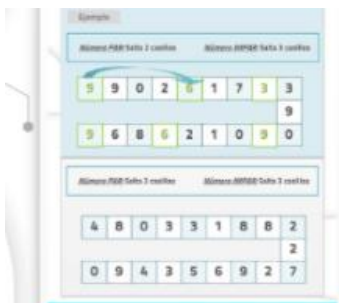 Ejemplo
Número PAR Salta 2 casillas Número IMPAR Salta 3 casillas
9 9 0 2 6 1 7 3 3
9
9 6 8 6 2 1 0 9 0
Número PAR Salta 3 casillas Número IMPAR Salta 2 casillas
4 8 0 3 3 1 8 8 2
2
0 9 4 3 5 6 9 2 7